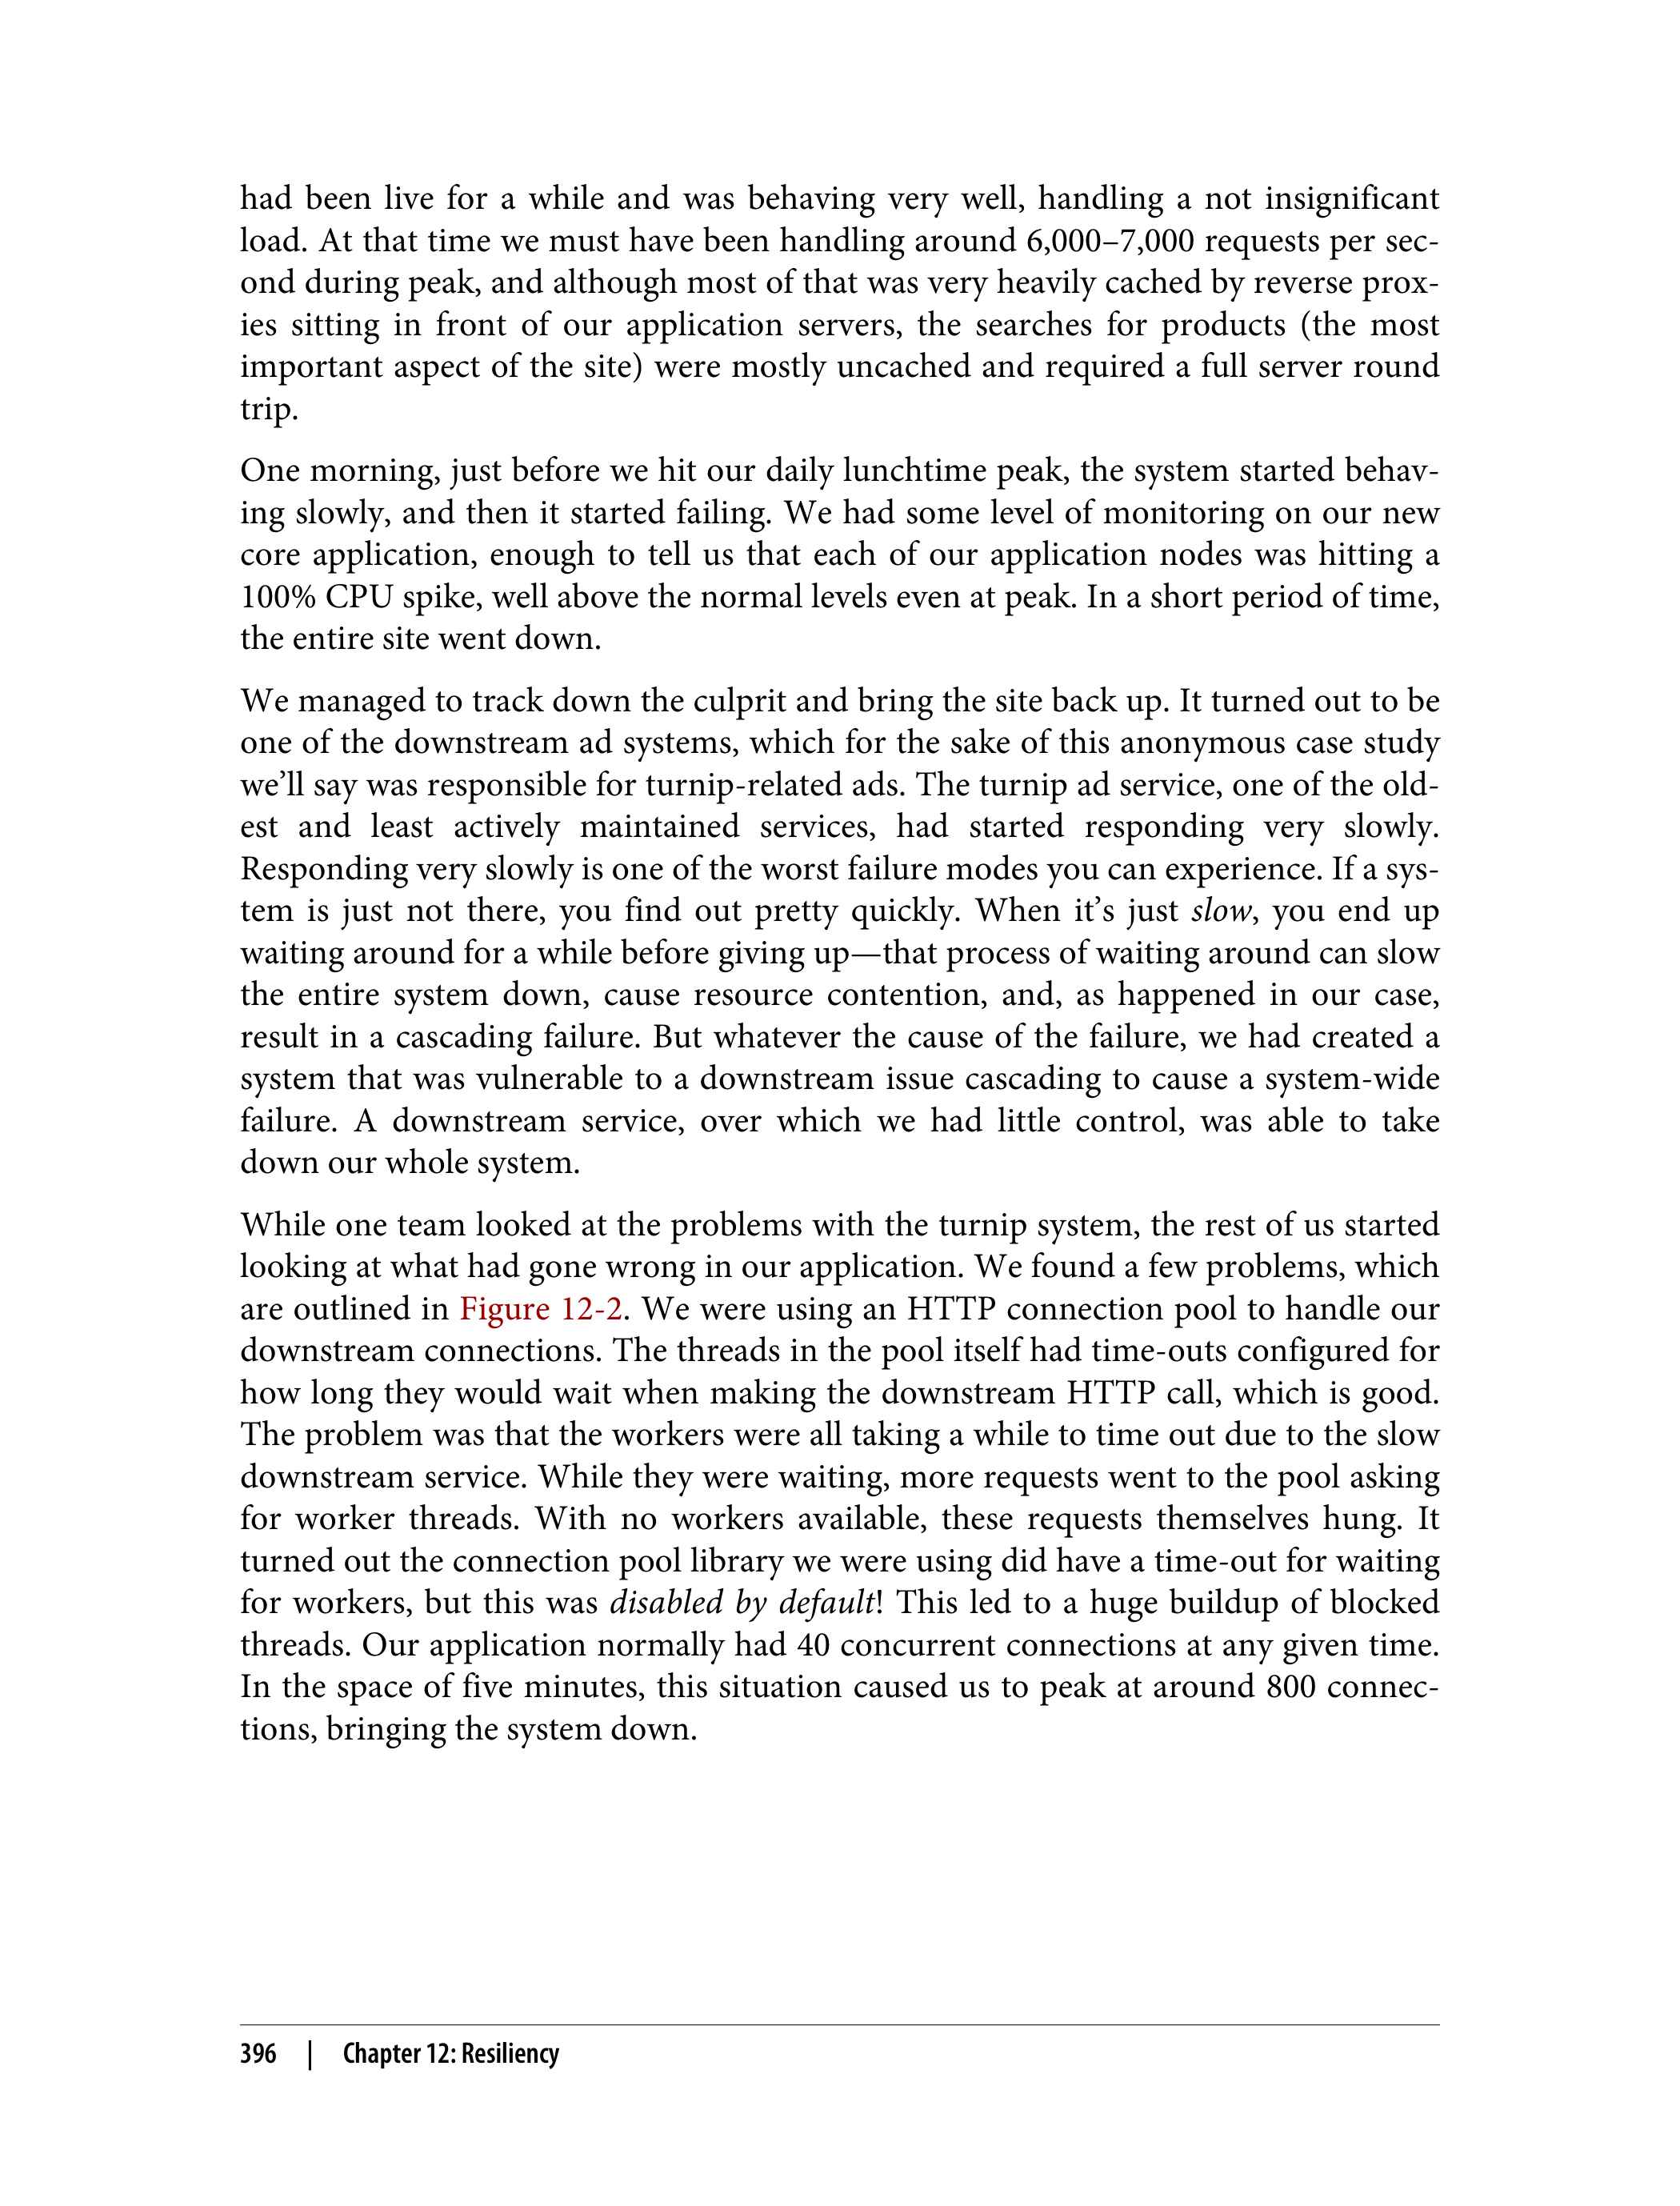 had been live for a while and was behaving very well, handling a not insignificant
load. At that time we must have been handling around 6,000–7,000 requests per sec-
ond during peak, and although most of that was very heavily cached by reverse prox-
ies sitting in front of our application servers, the searches for products (the most
important aspect of the site) were mostly uncached and required a full server round
trip.
One morning, just before we hit our daily lunchtime peak, the system started behav-
ing slowly, and then it started failing. We had some level of monitoring on our new
core application, enough to tell us that each of our application nodes was hitting a
100% CPU spike, well above the normal levels even at peak. In a short period of time,
the entire site went down.
We managed to track down the culprit and bring the site back up. It turned out to be
one of the downstream ad systems, which for the sake of this anonymous case study
we’ll say was responsible for turnip-related ads. The turnip ad service, one of the old-
est and least actively maintained services, had started responding very slowly.
Responding very slowly is one of the worst failure modes you can experience. If a sys-
tem is just not there, you find out pretty quickly. When it’s just slow, you end up
waiting around for a while before giving up—that process of waiting around can slow
the entire system down, cause resource contention, and, as happened in our case,
result in a cascading failure. But whatever the cause of the failure, we had created a
system that was vulnerable to a downstream issue cascading to cause a system-wide
failure. A downstream service, over which we had little control, was able to take
down our whole system.
While one team looked at the problems with the turnip system, the rest of us started
looking at what had gone wrong in our application. We found a few problems, which
are outlined in Figure 12-2. We were using an HTTP connection pool to handle our
downstream connections. The threads in the pool itself had time-outs configured for
how long they would wait when making the downstream HTTP call, which is good.
The problem was that the workers were all taking a while to time out due to the slow
downstream service. While they were waiting, more requests went to the pool asking
for worker threads. With no workers available, these requests themselves hung. It
turned out the connection pool library we were using did have a time-out for waiting
for workers, but this was disabled by default! This led to a huge buildup of blocked
threads. Our application normally had 40 concurrent connections at any given time.
In the space of five minutes, this situation caused us to peak at around 800 connec-
tions, bringing the system down.
396 | Chapter 12: Resiliency